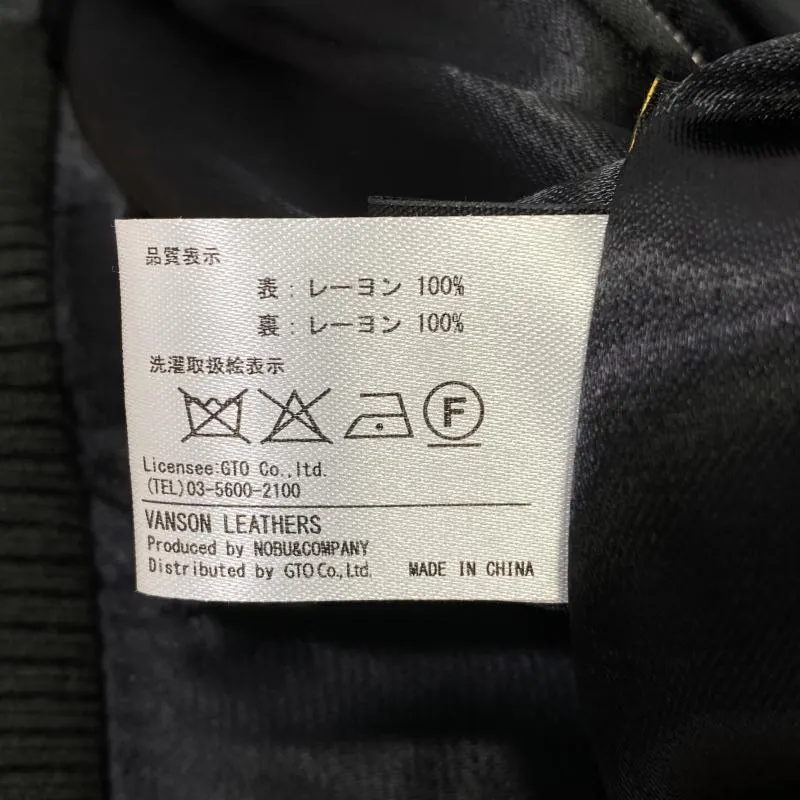 品質表示
表：レーヨン 100%
裏：レーヨン 100%
洗濯取扱絵表示
F
Licensee:GTO Co.,ltd.
(TEL)03-5600-2100
VANSON LEATHERS
Produced by NOBU&COMPANY
Distributed by GTO Co., Ltd. MADE IN CHINA